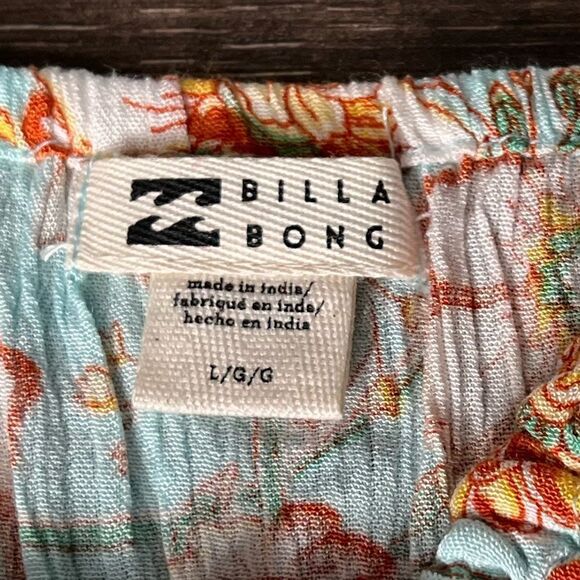 BILLA
BONG
made in india/
fabriqué en inde/
hecho en india
L/G/G